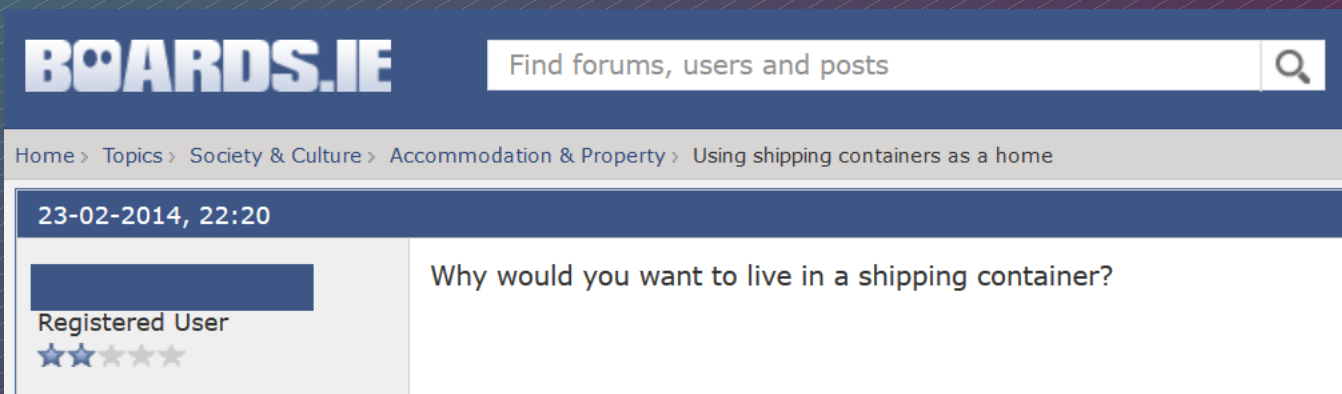 BOARDS.IE
Find forums, users and posts
Home › Topics › Society & Culture › Accommodation & Property › Using shipping containers as a home
23-02-2014, 22:20
Why would you want to live in a shipping container?
Registered User